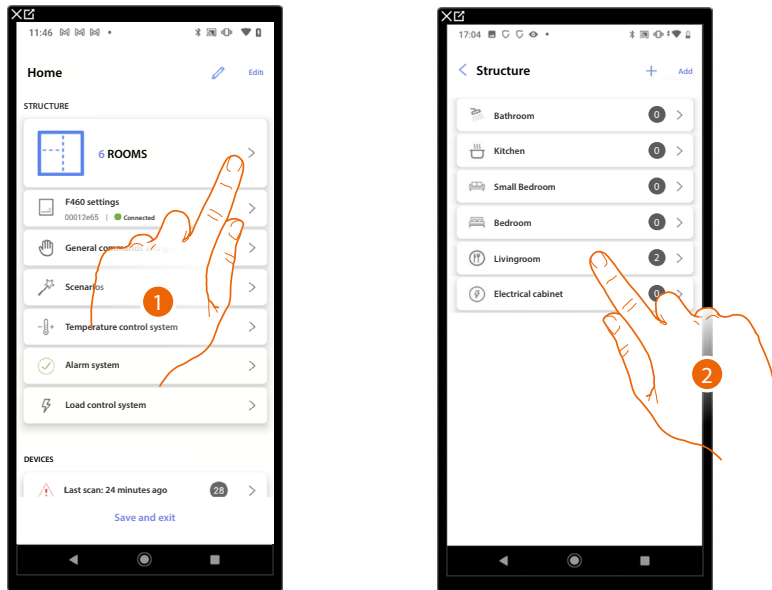 11:46
Home
Edit
STRUCTURE
6 ROOMS
F460 settings
00012e65 | Connected
General com
Scenarios
1
Temperature control system
Alarm system
Load control system
DEVICES
Last scan: 24 minutes ago
28
Save and exit
17:04
Structure
Add
Bathroom
0
Kitchen
0
Small Bedroom
0
Bedroom
0
Livingroom
2
Electrical cabinet
0
2